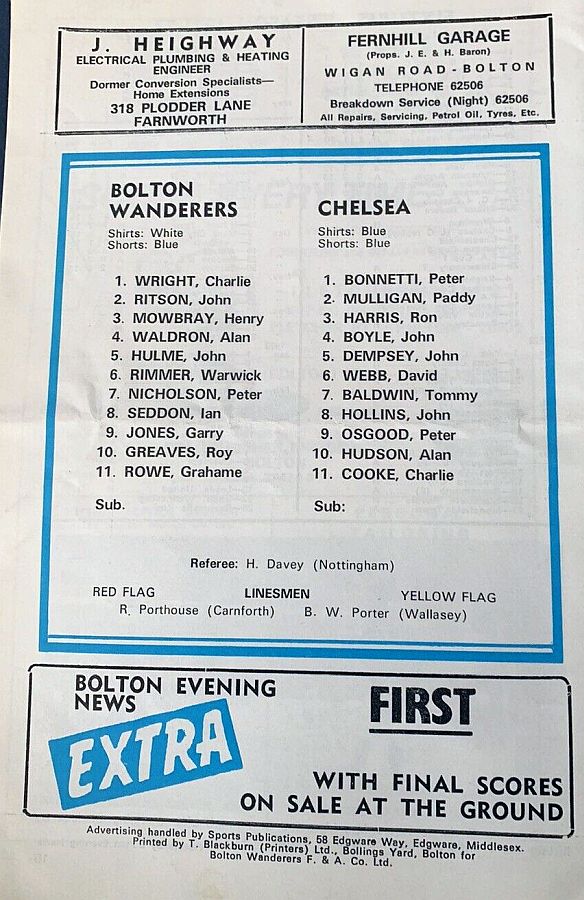 J. HEIGHWAY
ELECTRICAL PLUMBING & HEATING
ENGINEER
Dormer Conversion Specialists—
Home Extensions
318 PLODDER LANE
FARNWORTH
FERNHILL GARAGE
(Props. J. E. & H. Baron)
WIGAN ROAD - BOLTON
TELEPHONE 62506
Breakdown Service (Night) 62506
All Repairs, Servicing, Petrol Oil, Tyres, Etc.
BOLTON
WANDERERS
Shirts: White
Shorts: Blue
1. WRIGHT, Charlie
2. RITSON, John
3. MOWBRAY, Henry
4. WALDRON, Alan
5. HULME, John
6. RIMMER, Warwick
7. NICHOLSON, Peter
8. SEDDON, Ian
9. JONES, Garry
10. GREAVES, Roy
11. ROWE, Grahame
Sub.
CHELSEA
Shirts: Blue
Shorts: Blue
1. BONNETTI, Peter
2. MULLIGAN, Paddy
3. HARRIS, Ron
4. BOYLE, John
5. DEMPSEY, John
6. WEBB, David
7. BALDWIN, Tommy
8. HOLLINS, John
9. OSGOOD, Peter
10. HUDSON, Alan
11. COOKE, Charlie
Sub:
Referee: H. Davey (Nottingham)
RED FLAG LINESMEN YELLOW FLAG
R. Porthouse (Carnforth) B. W. Porter (Wallasey)
BOLTON EVENING
NEWS
EXTRA
FIRST
WITH FINAL SCORES
ON SALE AT THE GROUND
Advertising handled by Sports Publications, 58 Edgware Way, Edgware, Middlesex.
Printed by T. Blackburn (Printers) Ltd., Bollings Yard, Bolton for
Bolton Wanderers F. & A. Co. Ltd.